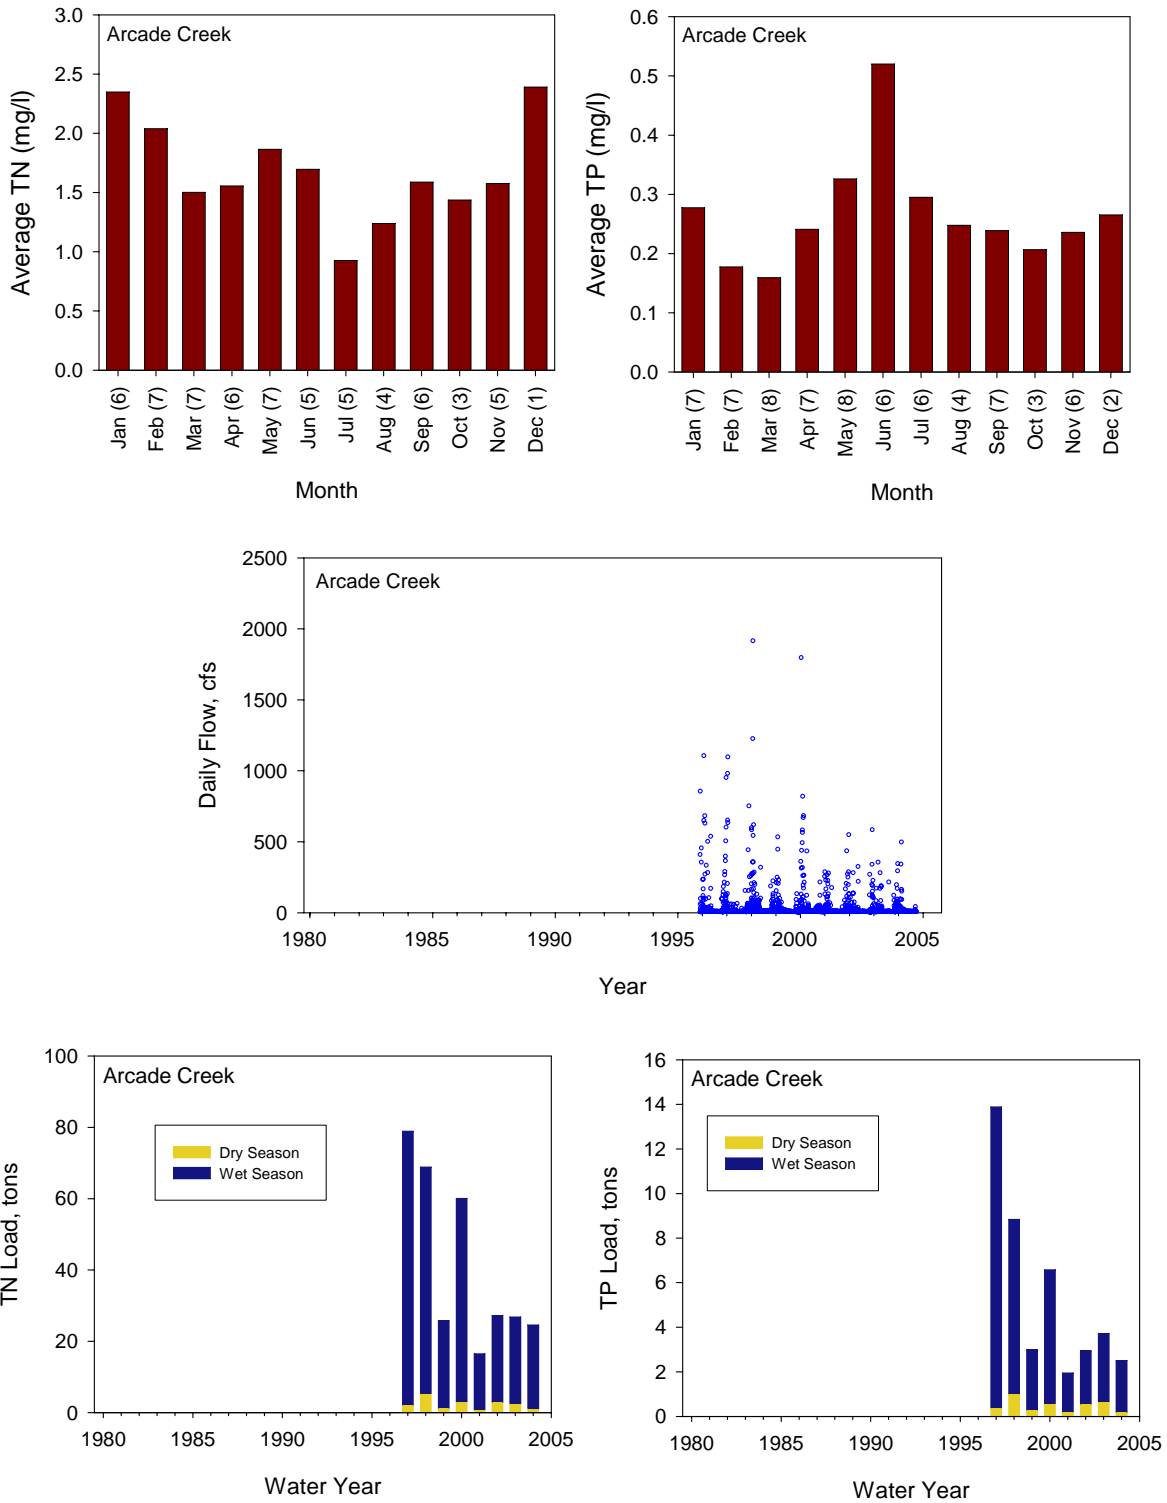 Arcade Creek
3.0
2.5
2.0
1.5
1.0
0.5
0.0
Average TN (mg/l)
Jan (6)
Feb (7)
Mar (7)
Apr (6)
May (7)
Jun (5)
Jul (5)
Aug (4)
Sep (6)
Oct (3)
Nov (5)
Dec (1)
Month
Arcade Creek
0.6
0.5
0.4
0.3
0.2
0.1
0.0
Average TP (mg/l)
Jan (7)
Feb (7)
Mar (8)
Apr (7)
May (8)
Jun (6)
Jul (6)
Aug (4)
Sep (7)
Oct (3)
Nov (6)
Dec (2)
Month
Arcade Creek
2500
2000
1500
1000
500
0
Daily Flow, cfs
1980 1985 1990 1995 2000 2005
Year
Arcade Creek
100
80
60
40
20
0
TN Load, tons
Dry Season
Wet Season
1980 1985 1990 1995 2000 2005
Water Year
Arcade Creek
16
14
12
10
8
6
4
2
0
TP Load, tons
Dry Season
Wet Season
1980 1985 1990 1995 2000 2005
Water Year